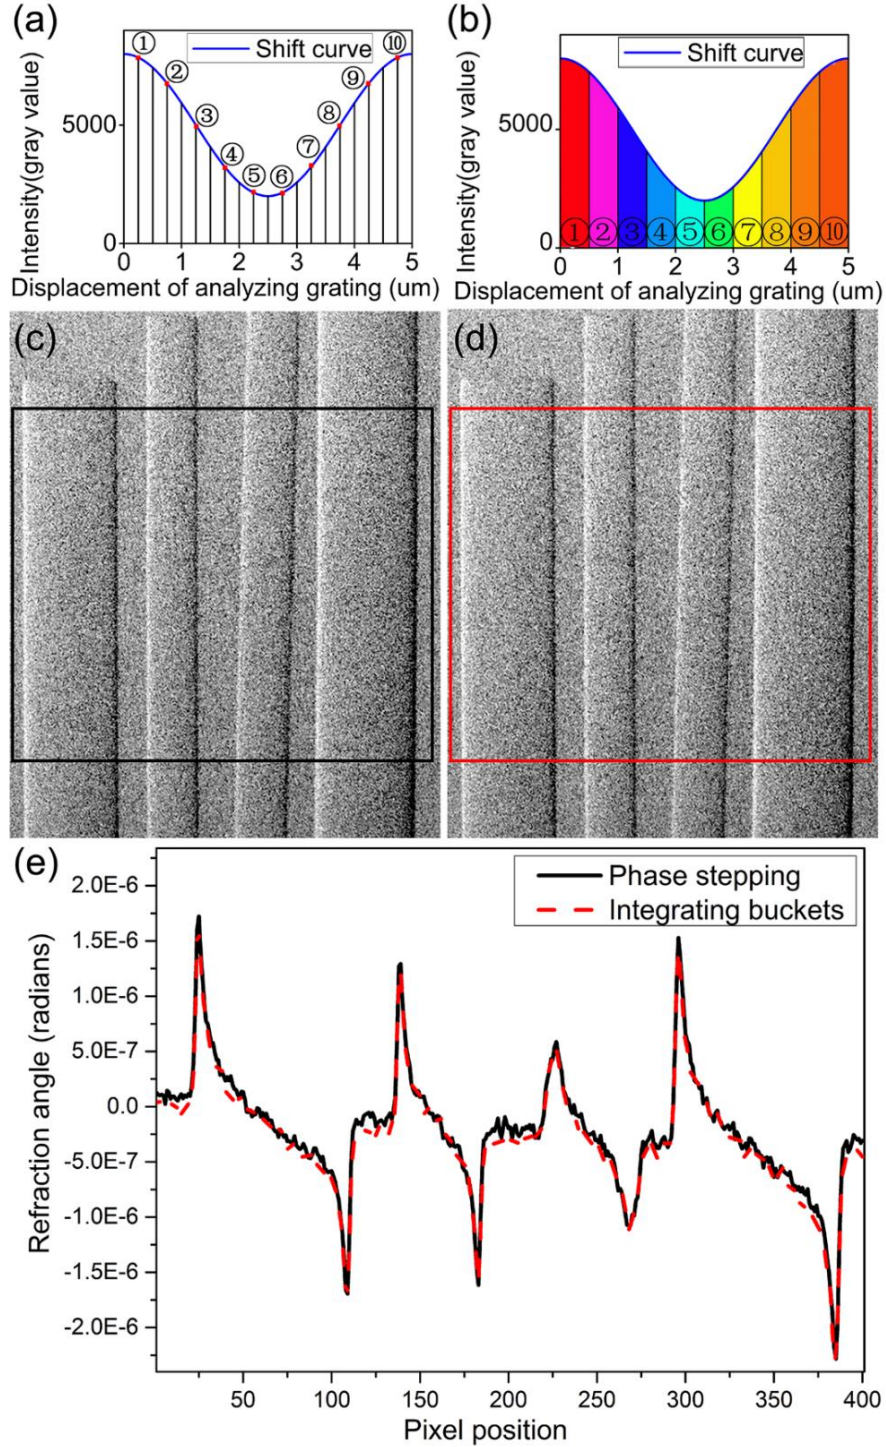 (a)
Intensity(gray value)
Shift curve
① ② ③ ④ ⑤ ⑥ ⑦ ⑧ ⑨ ⑩
5000
0
0 1 2 3 4 5
Displacement of analyzing grating (um)
(b)
Intensity(gray value)
Shift curve
5000
0
① ② ③ ④ ⑤ ⑥ ⑦ ⑧ ⑨ ⑩
0 1 2 3 4 5
Displacement of analyzing grating (um)
(c)
(d)
(e)
Phase stepping
Integrating buckets
Refraction angle (radians)
2.0E-6
1.5E-6
1.0E-6
5.0E-7
0.0
-5.0E-7
-1.0E-6
-1.5E-6
-2.0E-6
50 100 150 200 250 300 350 400
Pixel position